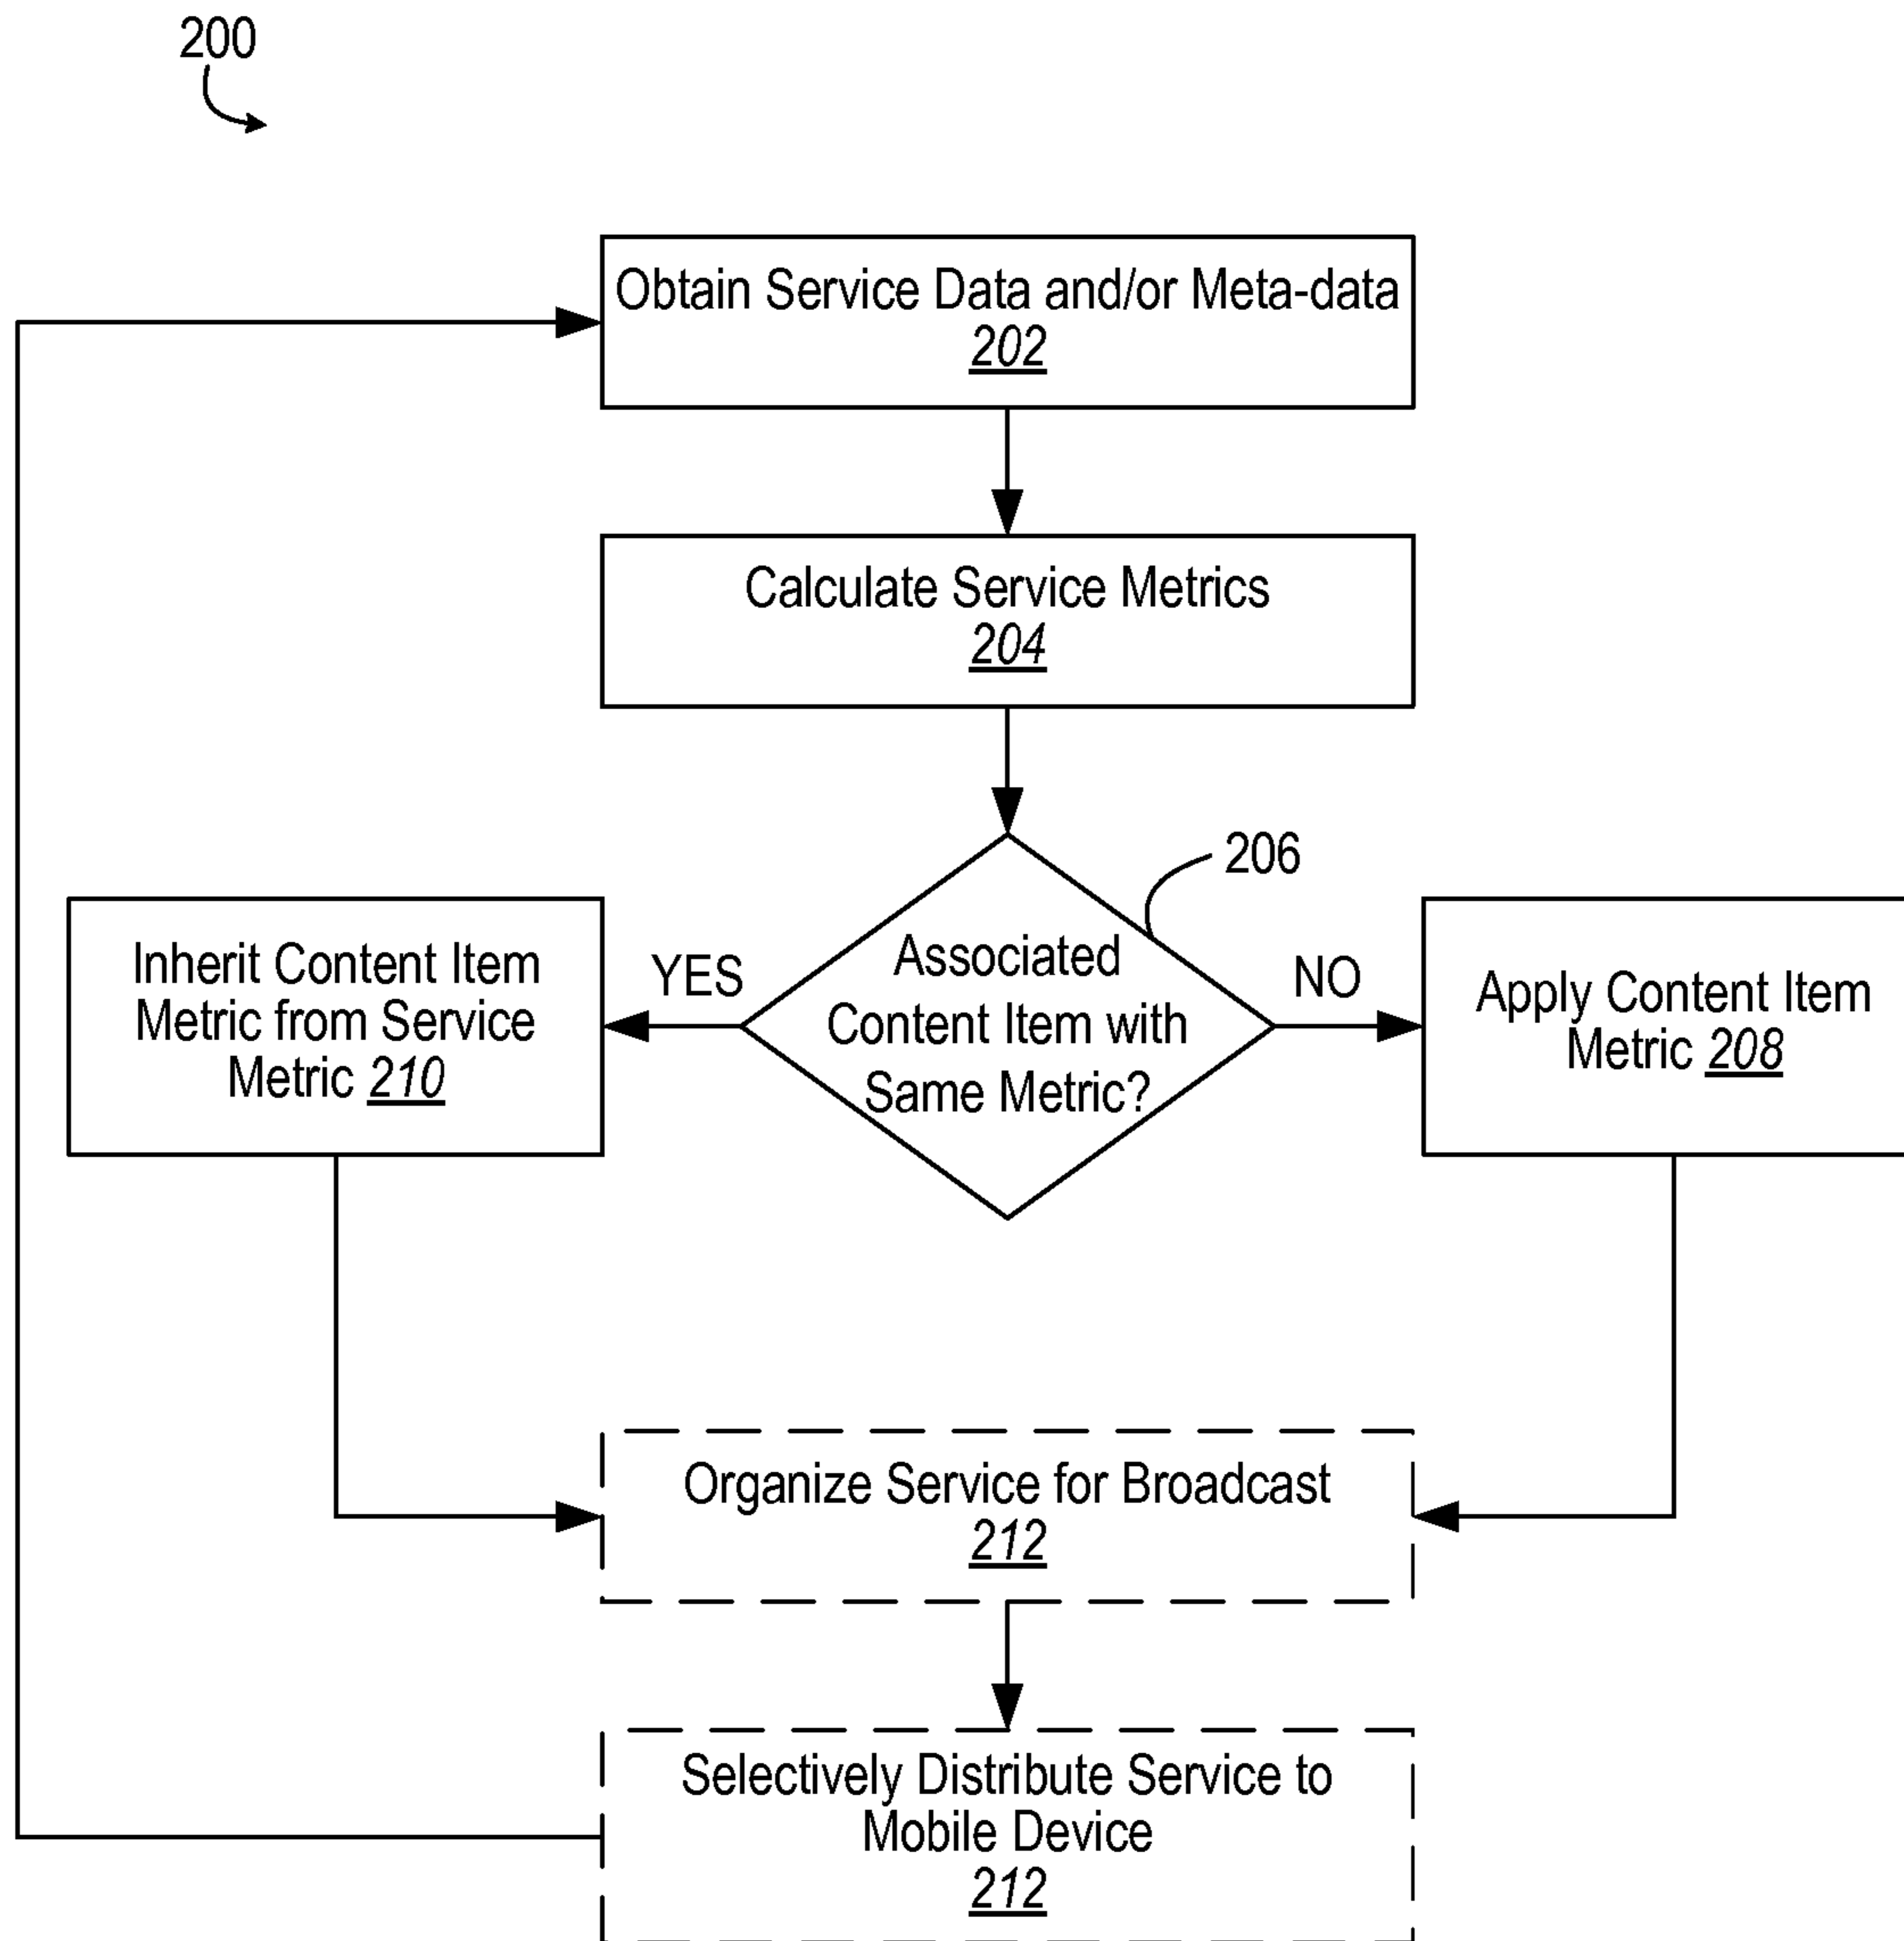 200
Obtain Service Data and/or Meta-data
202
Calculate Service Metrics
204
206
Associated
Content Item with
Same Metric?
YES
NO
Inherit Content Item
Metric from Service
Metric 210
Apply Content Item
Metric 208
Organize Service for Broadcast
212
Selectively Distribute Service to
Mobile Device
212